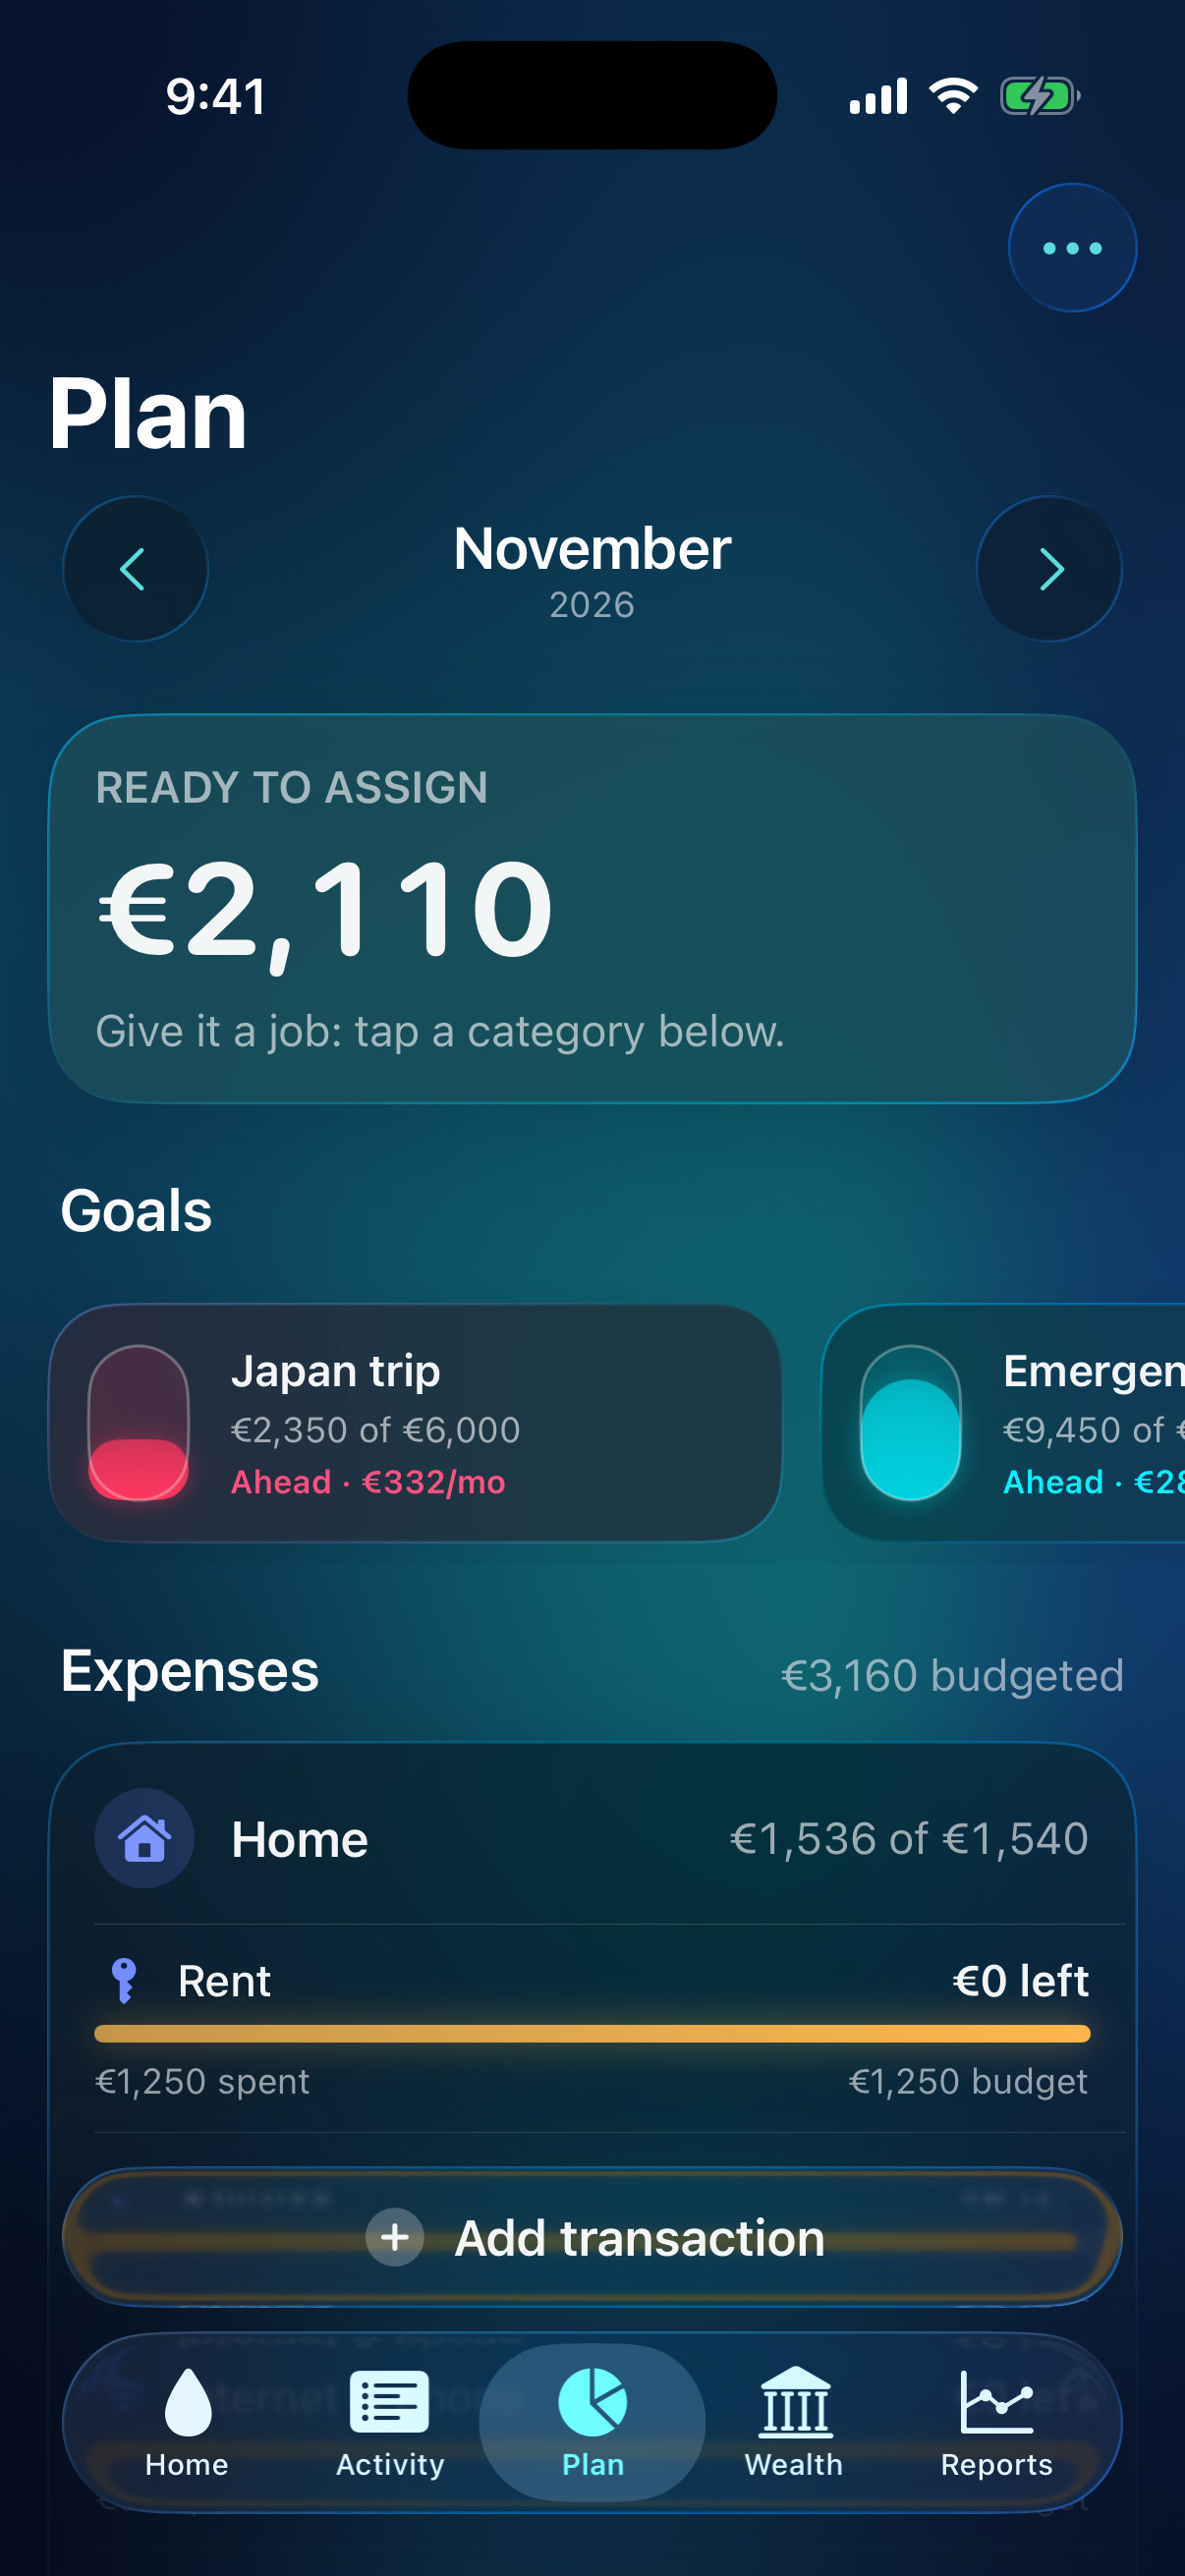 9:41
Plan
November
2026
READY TO ASSIGN
€2,110
Give it a job: tap a category below.
Goals
Japan trip
€2,350 of €6,000
Ahead · €332/mo
Emergen
€9,450 of €
Ahead · €28
Expenses
€3,160 budgeted
Home
€1,536 of €1,540
Rent
€0 left
€1,250 spent
€1,250 budget
Add transaction
Home
Activity
Plan
Wealth
Reports